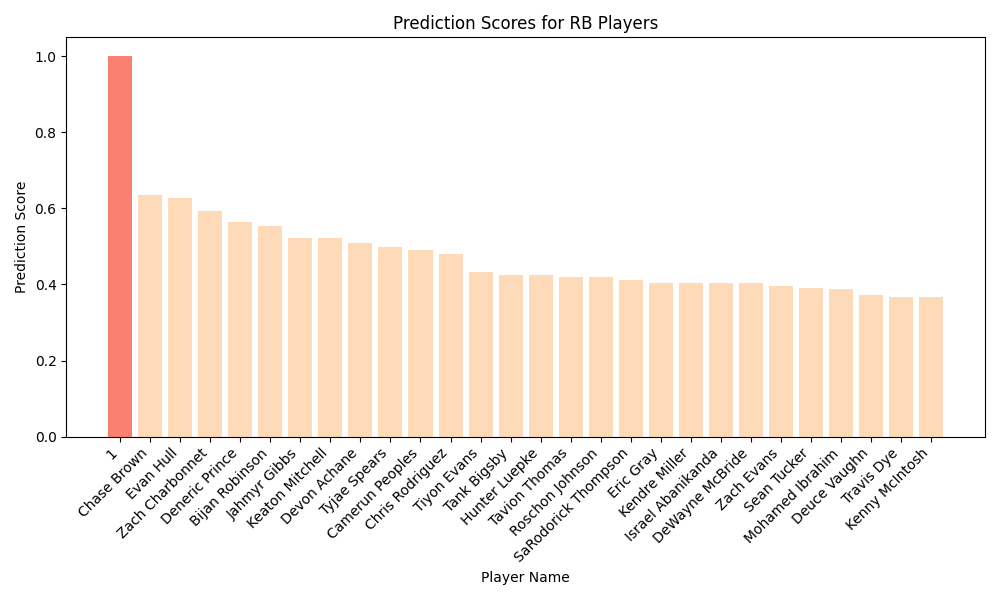 Prediction Scores for RB Players
Prediction Score
1.0
0.8
0.6
0.4
0.2
0.0
1
Chase Brown
Evan Hull
Zach Charbonnet
Deneric Prince
Bijan Robinson
Jahmyr Gibbs
Keaton Mitchell
Devon Achane
Tyjae Spears
Camerun Peoples
Chris Rodriguez
Tiyon Evans
Tank Bigsby
Hunter Luepke
Tavion Thomas
Roschon Johnson
SaRodorick Thompson
Eric Gray
Kendre Miller
Israel Abanikanda
DeWayne McBride
Zach Evans
Sean Tucker
Mohamed Ibrahim
Deuce Vaughn
Travis Dye
Kenny McIntosh
Player Name